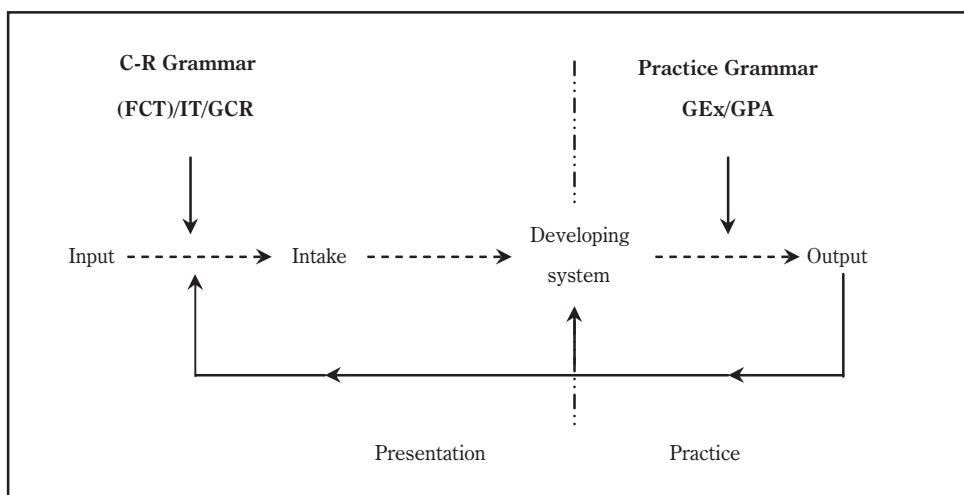 C-R Grammar
(FCT)/IT/GCR
Practice Grammar
GEx/GPA
Input
Intake
Developing
system
Output
Presentation
Practice